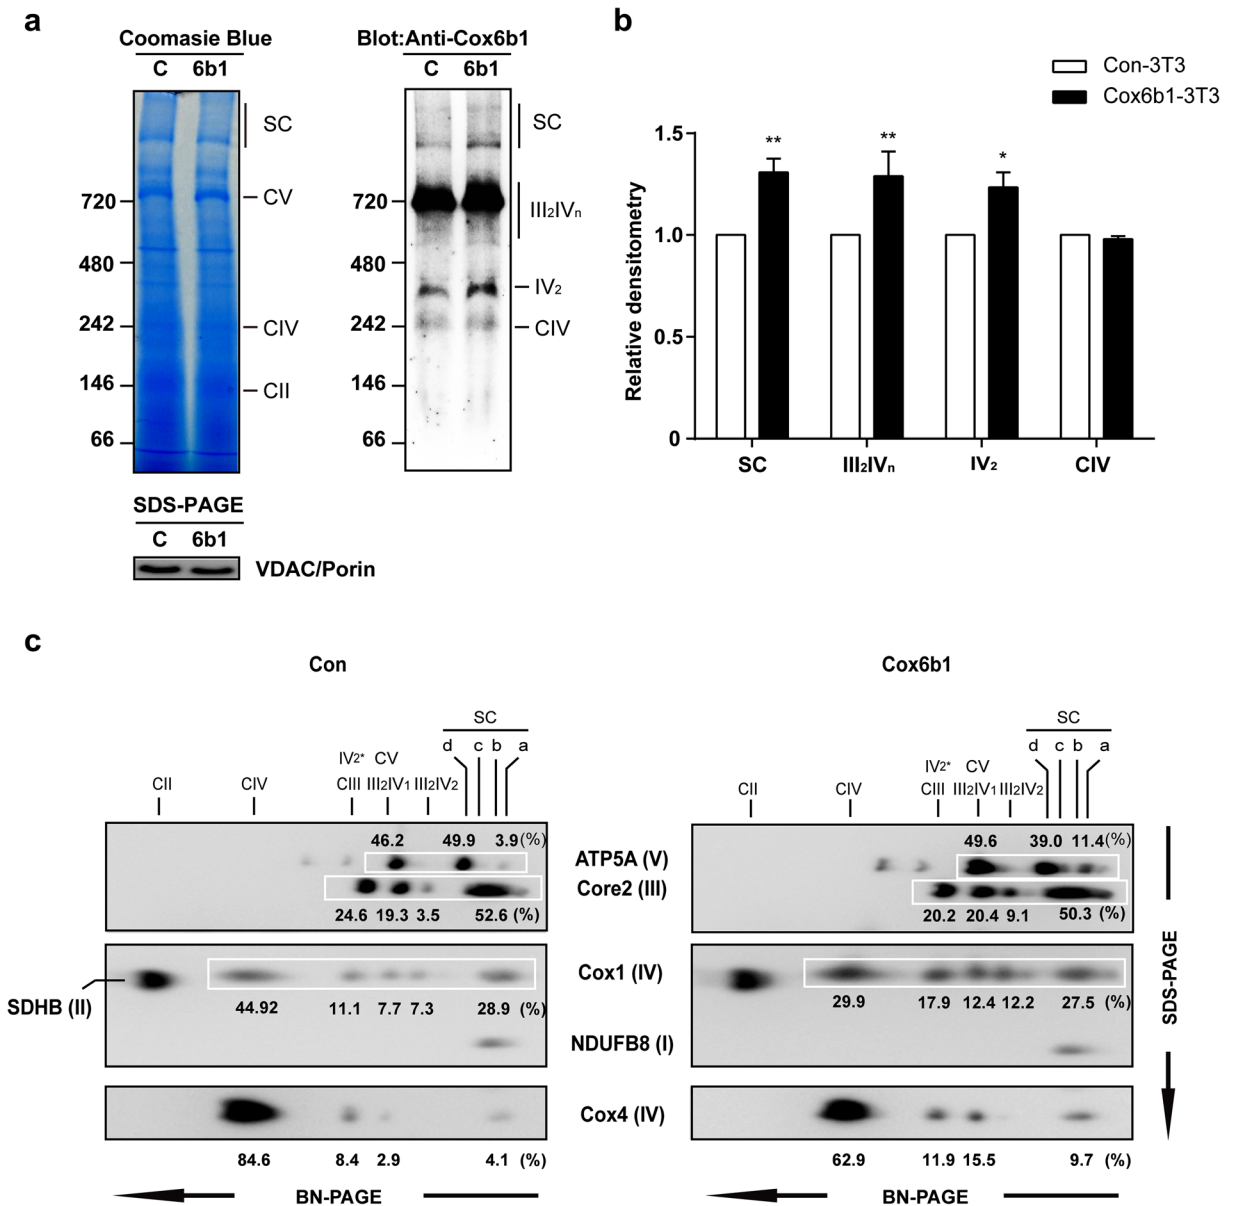 a
Coomasie Blue
C 6b1
SC
CV
720
480
242
CIV
146
CII
66
SDS-PAGE
C 6b1
VDAC/Porin
Blot:Anti-Cox6b1
C 6b1
SC
720
III2IVn
480
IV2
242
CIV
146
66
b
Con-3T3
Cox6b1-3T3
Relative densitometry
1.5
1.0
0.5
0
** ** *
SC III2IVn IV2 CIV
c
Con
SC
d c b a
IV2* CV
CII CIV CIII III2IV1 III2IV2
46.2 49.9 3.9(%)
24.6 19.3 3.5 52.6 (%)
SDHB (II)
44.92 11.1 7.7 7.3 28.9 (%)
84.6 8.4 2.9 4.1 (%)
BN-PAGE
ATP5A (V)
Core2 (III)
Cox1 (IV)
NDUFB8 (I)
Cox4 (IV)
Cox6b1
SC
d c b a
IV2* CV
CII CIV CIII III2IV1 III2IV2
49.6 39.0 11.4(%)
20.2 20.4 9.1 50.3 (%)
29.9 17.9 12.4 12.2 27.5 (%)
62.9 11.9 15.5 9.7 (%)
BN-PAGE
SDS-PAGE